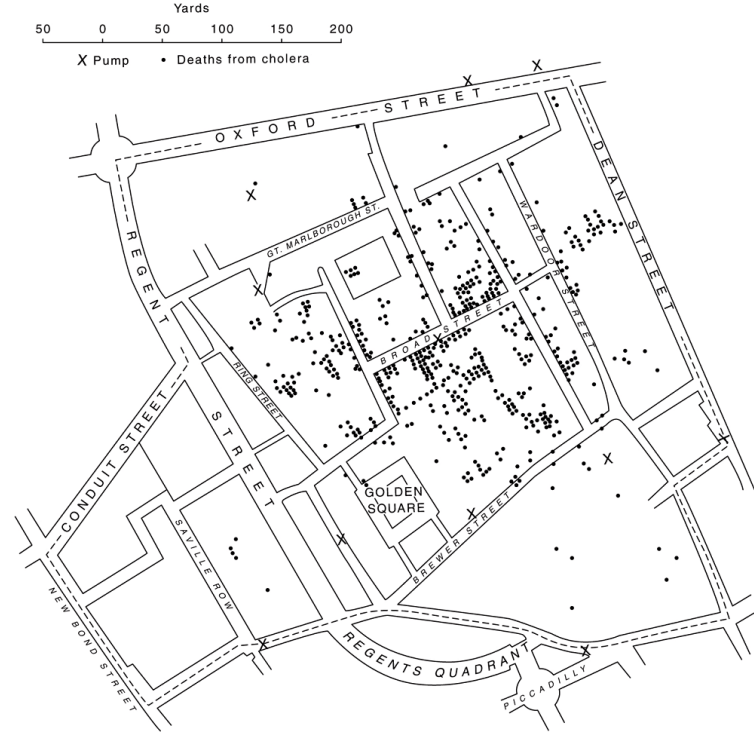 Yards
50 0 50 100 150 200
X Pump • Deaths from cholera
OXFORD STREET
DEAN STREET
REGENT STREET
GT. MARLBOROUGH ST.
WARDOOR STREET
BROAD STREET
RING STREET
CONDUIT STREET
GOLDEN
SQUARE
SAVILLE ROW
BREWER STREET
NEW BOND STREET
REGENTS QUADRANT
PICCADILLY